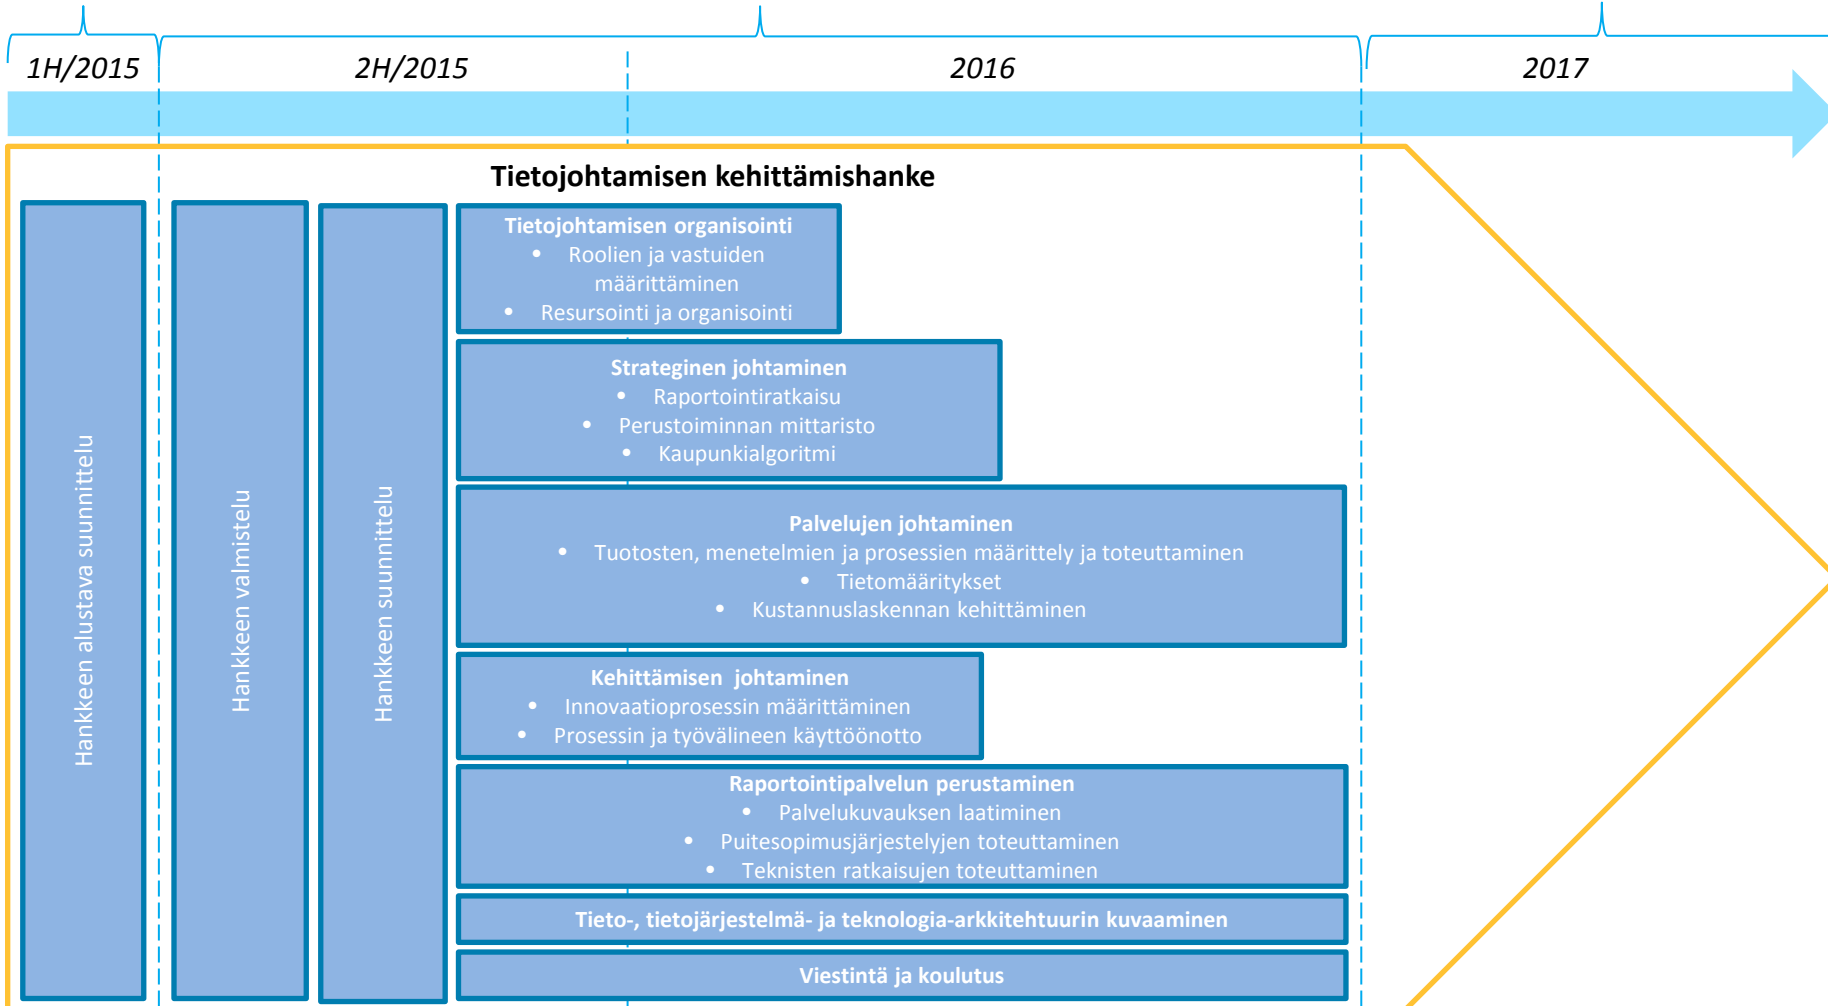 1H/2015
2H/2015
2016
2017
Tietojohtamisen kehittämishanke
Hankkeen alustava suunnittelu
Hankkeen valmistelu
Hankkeen suunnittelu
Tietojohtamisen organisointi
• Roolien ja vastuiden
määrittäminen
• Resursointi ja organisointi
Strateginen johtaminen
• Raportointiratkaisu
• Perustoiminnan mittaristo
• Kaupunkialgoritmi
Palvelujen johtaminen
• Tuotosten, menetelmien ja prosessien määrittely ja toteuttaminen
• Tietomääritykset
• Kustannuslaskennan kehittäminen
Kehittämisen johtaminen
• Innovaatioprosessin määrittäminen
• Prosessin ja työvälineen käyttöönotto
Raportointipalvelun perustaminen
• Palvelukuvauksen laatiminen
• Puitesopimusjärjestelyjen toteuttaminen
• Teknisten ratkaisujen toteuttaminen
Tieto-, tietojärjestelmä- ja teknologia-arkkitehtuurin kuvaaminen
Viestintä ja koulutus